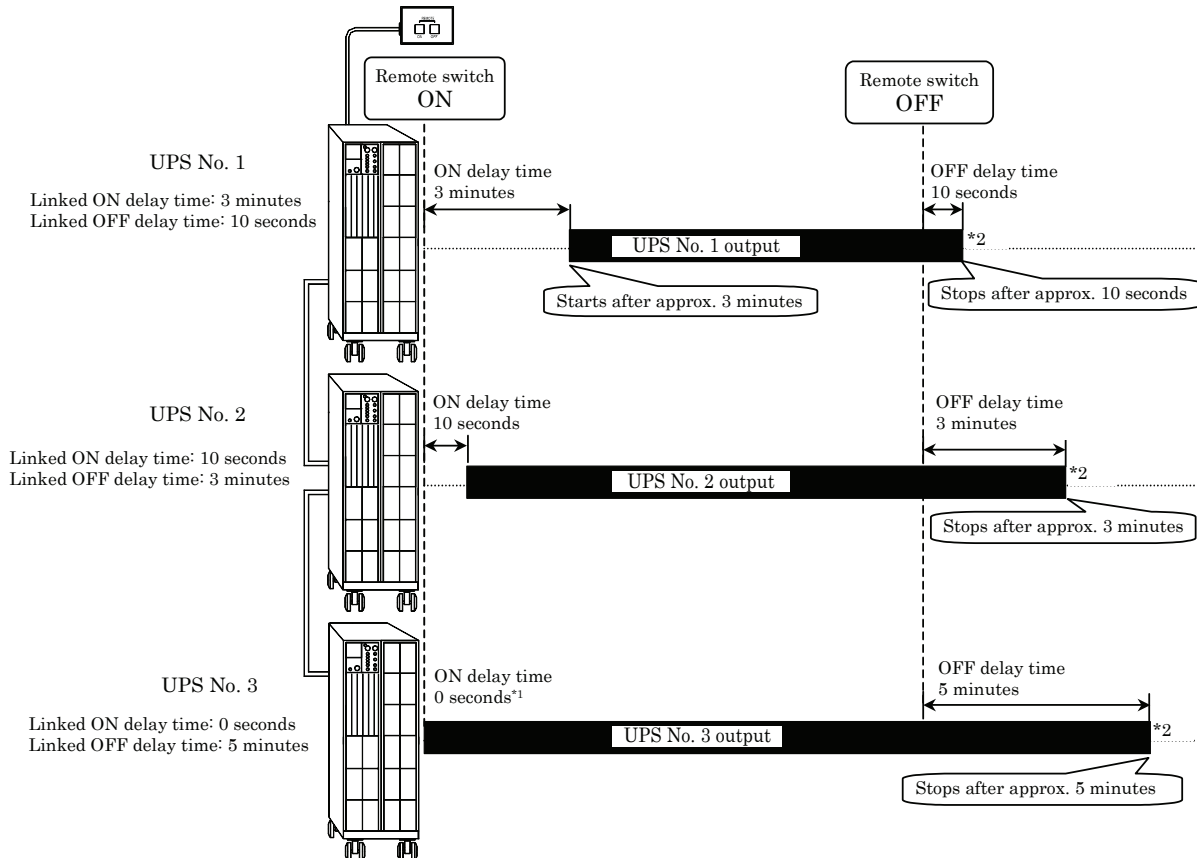 REMOTE
ON OFF
Remote switch
ON
Remote switch
OFF
UPS No. 1
Linked ON delay time: 3 minutes
Linked OFF delay time: 10 seconds
ON delay time
3 minutes
OFF delay time
10 seconds
UPS No. 1 output
*2
Starts after approx. 3 minutes
Stops after approx. 10 seconds
UPS No. 2
Linked ON delay time: 10 seconds
Linked OFF delay time: 3 minutes
ON delay time
10 seconds
OFF delay time
3 minutes
UPS No. 2 output
*2
Stops after approx. 3 minutes
UPS No. 3
Linked ON delay time: 0 seconds
Linked OFF delay time: 5 minutes
ON delay time
0 seconds*1
OFF delay time
5 minutes
UPS No. 3 output
*2
Stops after approx. 5 minutes